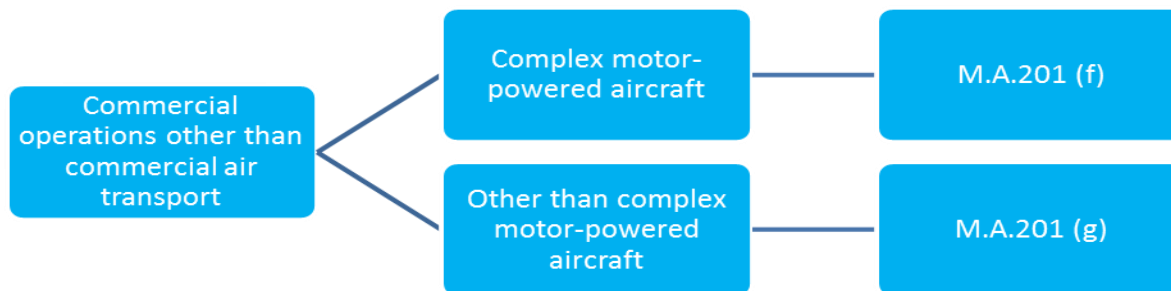 Commercial
operations other than
commercial air
transport
Complex motor-
powered aircraft
M.A.201 (f)
Other than complex
motor-powered
aircraft
M.A.201 (g)